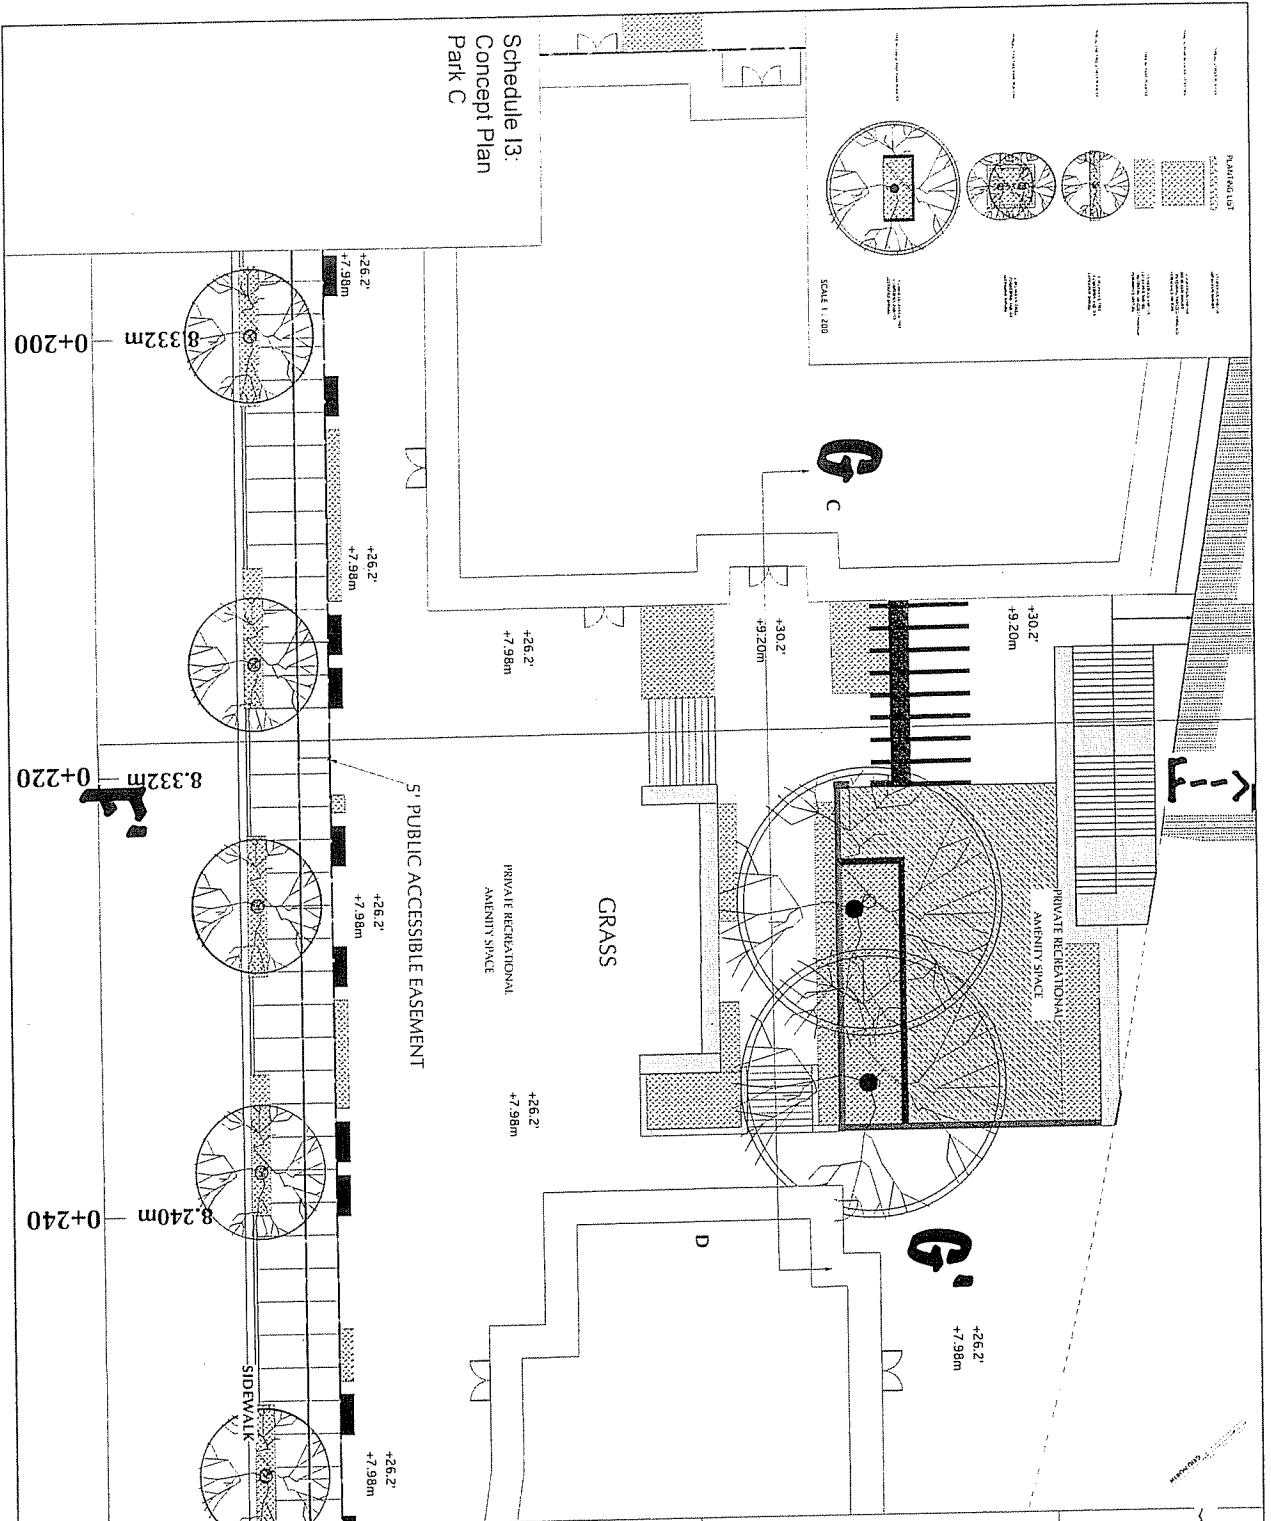 Schedule I3:
Concept Plan
Park C
PLANTING LIST
SCALE 1 : 200
+26.2'
+7.98m
0+200
8.332m
G
C
+26.2'
+7.98m
+26.2'
+7.98m
+30.2'
+9.20m
+30.2'
+9.20m
0+220
8.332m
F'
F
5' PUBLIC ACCESSIBLE EASEMENT
PRIVATE RECREATIONAL
AMENITY SPACE
GRASS
PRIVATE RECREATIONAL
AMENITY SPACE
+26.2'
+7.98m
+26.2'
+7.98m
0+240
8.240m
D
G'
+26.2'
+7.98m
SIDEWALK
+26.2'
+7.98m